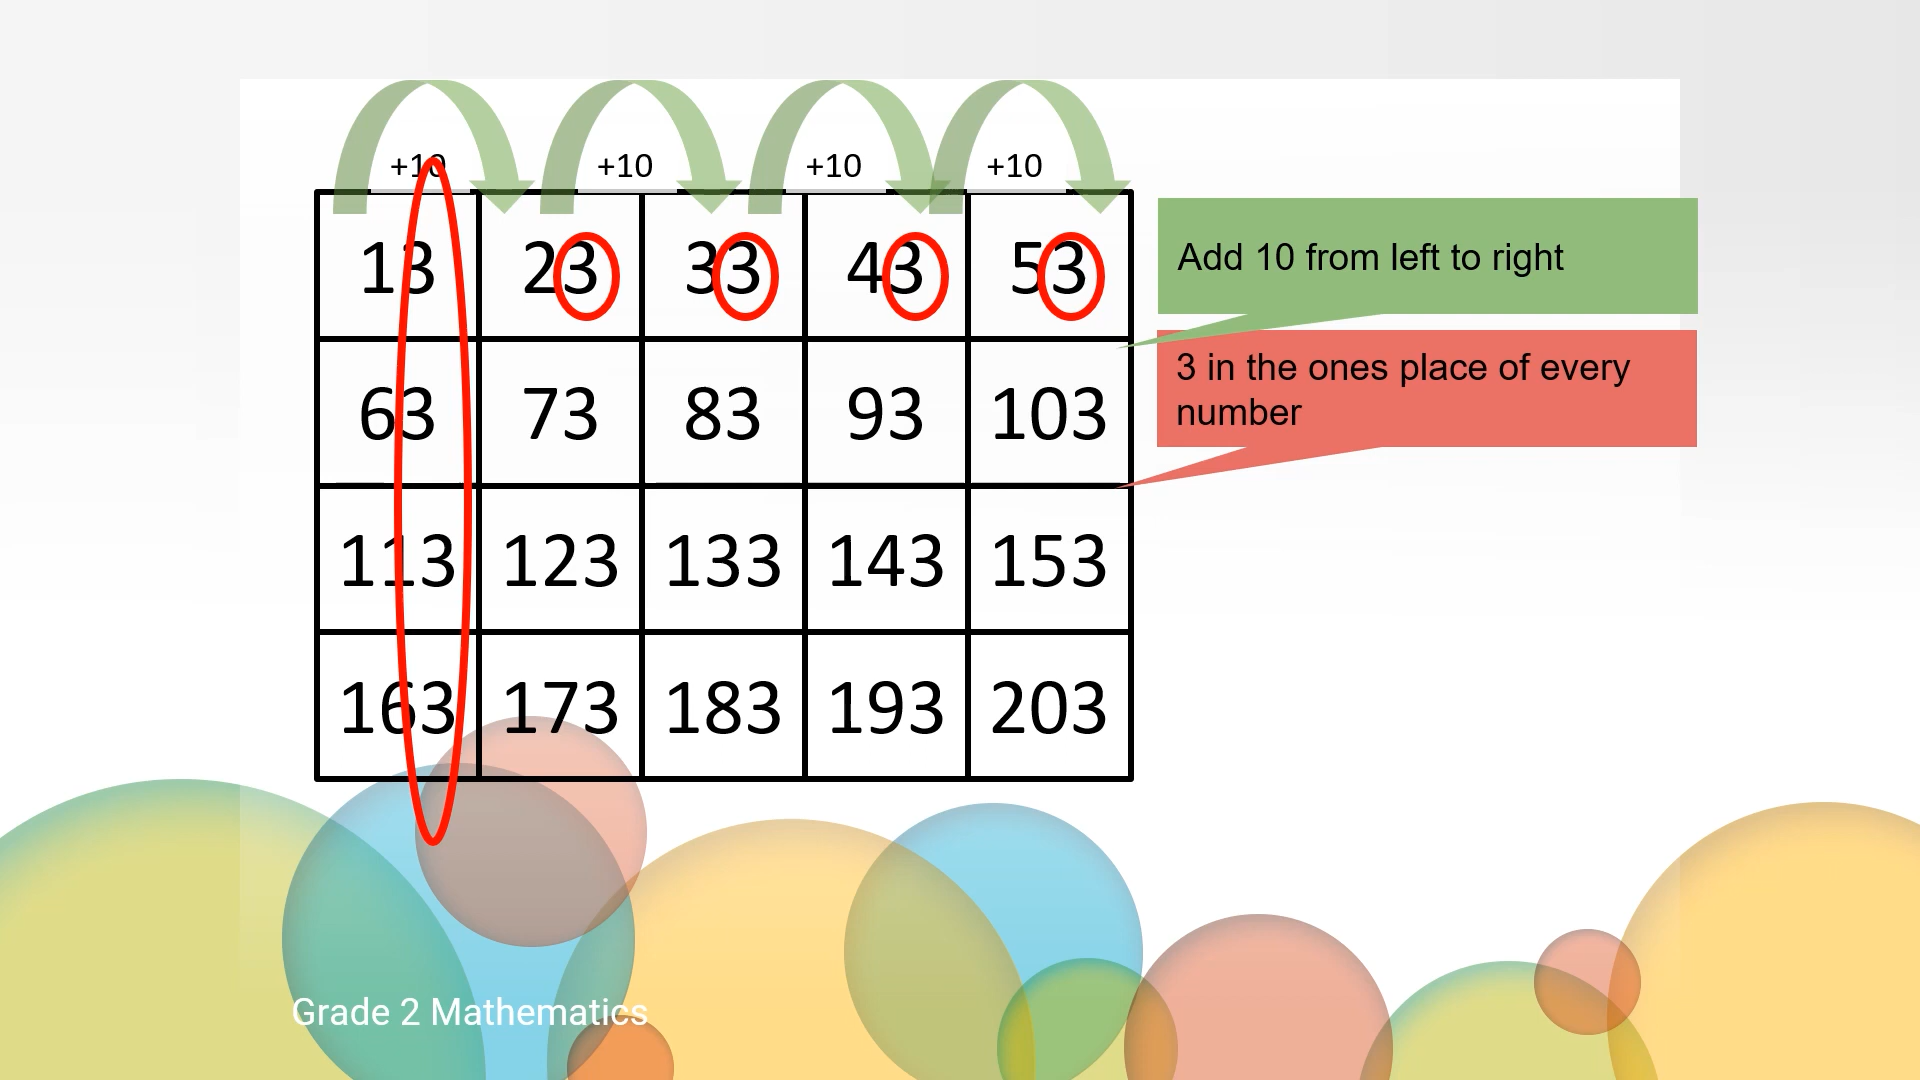 +10 +10 +10 +10
13 23 33 43 53
63 73 83 93 103
113 123 133 143 153
163 173 183 193 203
Add 10 from left to right
3 in the ones place of every
number
Grade 2 Mathematics